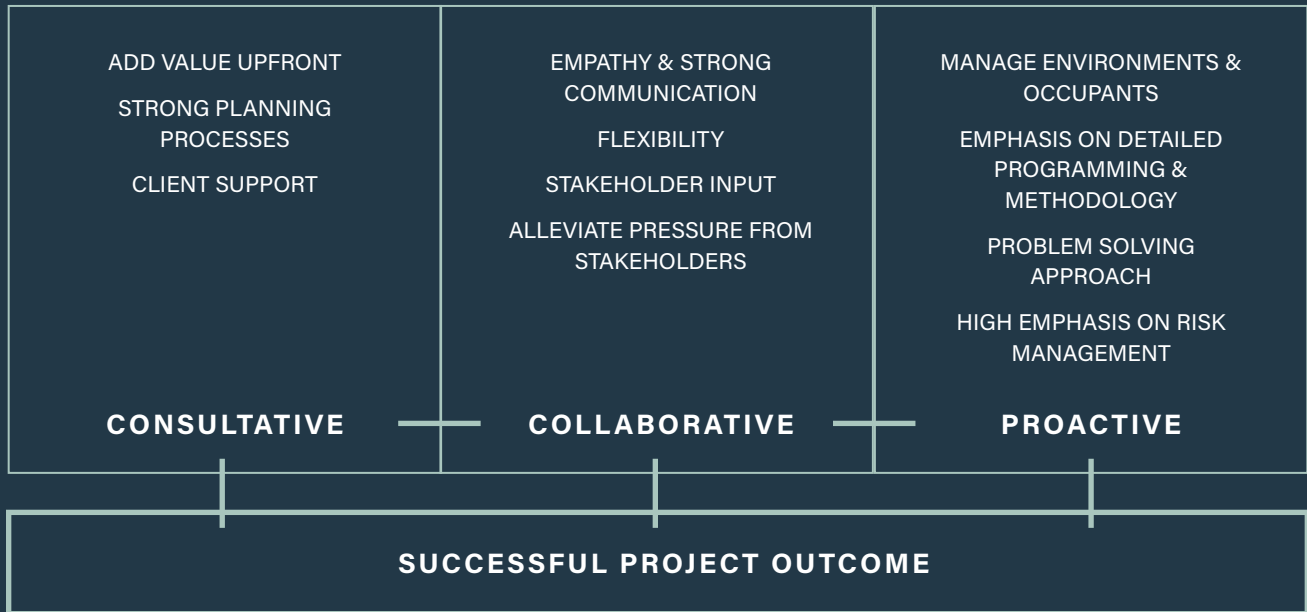 ADD VALUE UPFRONT
STRONG PLANNING
PROCESSES
CLIENT SUPPORT
CONSULTATIVE
EMPATHY & STRONG
COMMUNICATION
FLEXIBILITY
STAKEHOLDER INPUT
ALLEVIATE PRESSURE FROM
STAKEHOLDERS
COLLABORATIVE
MANAGE ENVIRONMENTS &
OCCUPANTS
EMPHASIS ON DETAILED
PROGRAMMING &
METHODOLOGY
PROBLEM SOLVING
APPROACH
HIGH EMPHASIS ON RISK
MANAGEMENT
PROACTIVE
SUCCESSFUL PROJECT OUTCOME